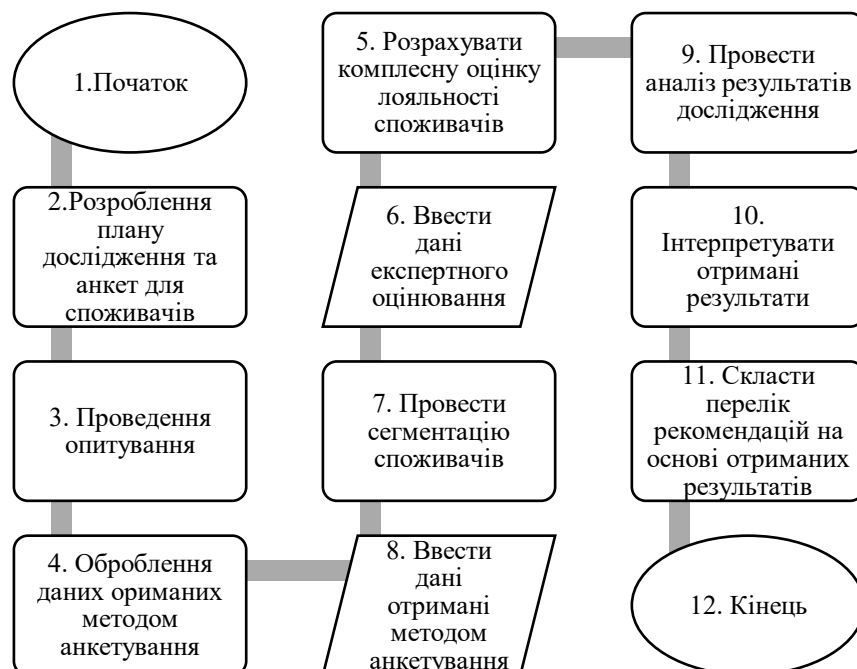 1.Початок
2.Розроблення
плану
дослідження та
анкет для
споживачів
3. Проведення
опитування
4. Оброблення
даних ориманих
методом
анкетування
5. Розрахувати
комплесну оцінку
лояльності
споживачів
6. Ввести
дані
експертного
оцінювання
7. Провести
сегментацію
споживачів
8. Ввести
дані
отримані
методом
анкетування
9. Провести
аналіз результатів
дослідження
10.
Інтерпретувати
отримані
результати
11. Скласти
перелік
рекомендацій на
основі отриманих
результатів
12. Кінець